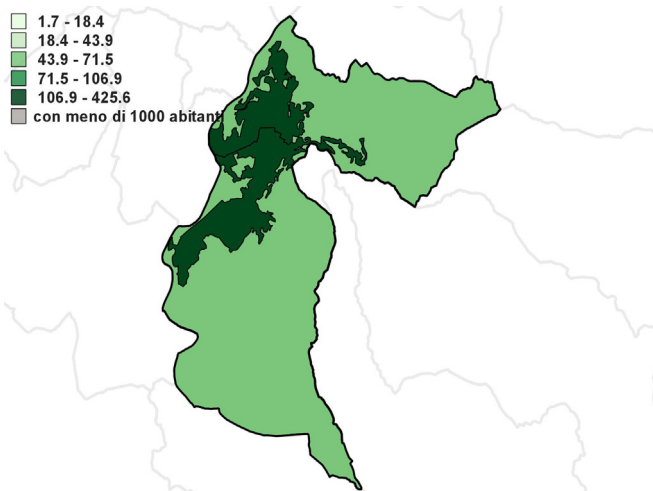 1.7 - 18.4
18.4 - 43.9
43.9 - 71.5
71.5 - 106.9
106.9 - 425.6
con meno di 1000 abitanti